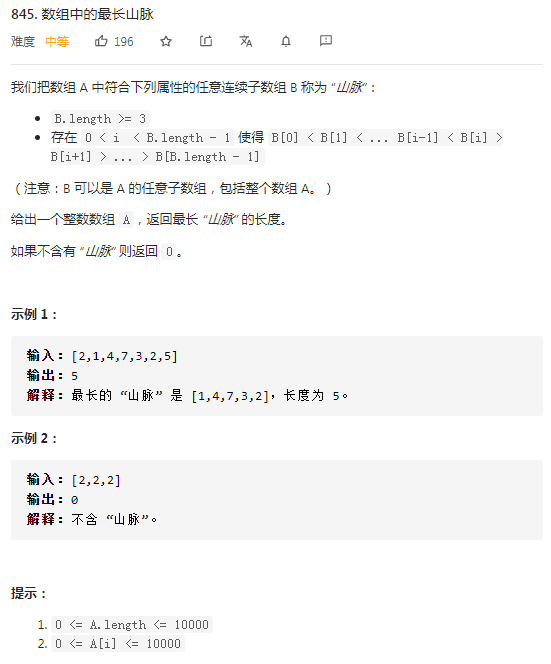 845. 数组中的最长山脉
难度 中等 196
我们把数组 A 中符合下列属性的任意连续子数组 B 称为 “山脉”：
• B.length >= 3
• 存在 0 < i < B.length - 1 使得 B[0] < B[1] < ... B[i-1] < B[i] >
B[i+1] > ... > B[B.length - 1]
（注意：B 可以是 A 的任意子数组，包括整个数组 A。）
给出一个整数数组 A，返回最长 “山脉” 的长度。
如果不含有 “山脉” 则返回 0。
示例 1：
输入：[2,1,4,7,3,2,5]
输出：5
解释：最长的 “山脉” 是 [1,4,7,3,2]，长度为 5。
示例 2：
输入：[2,2,2]
输出：0
解释：不含 “山脉”。
提示：
1. 0 <= A.length <= 10000
2. 0 <= A[i] <= 10000